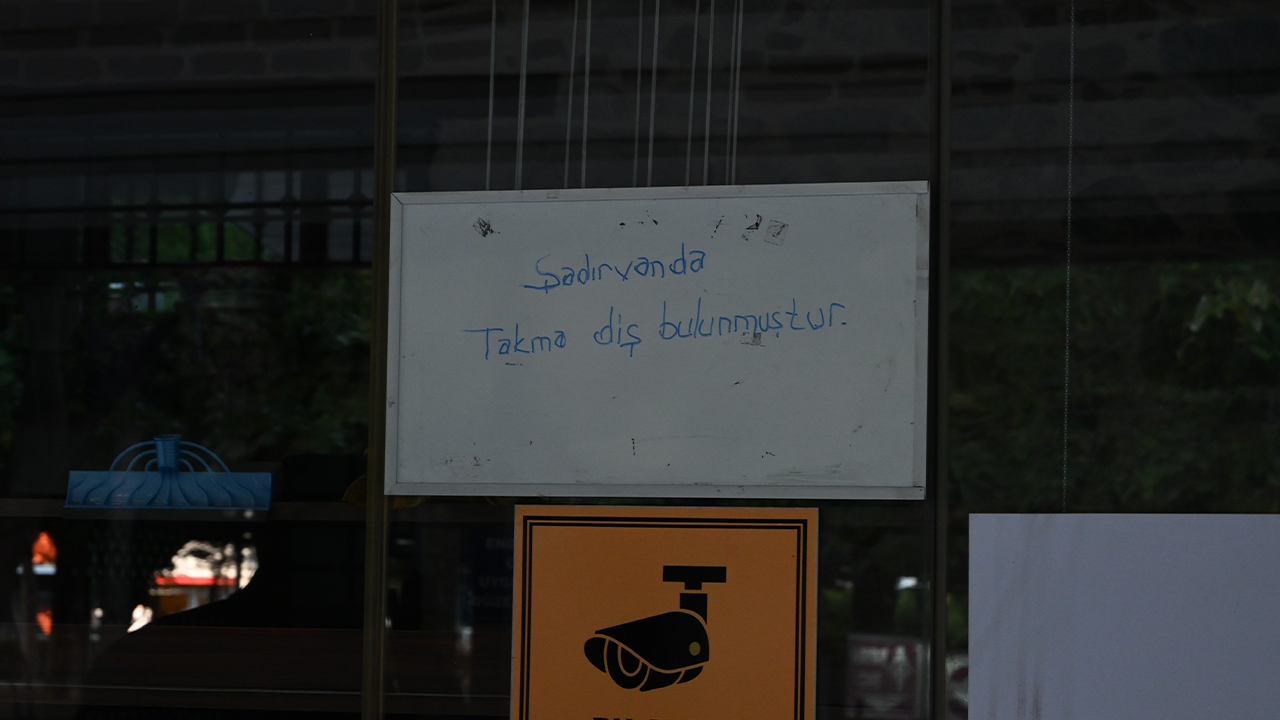 Şadırvanda
Takma diş bulunmuştur.